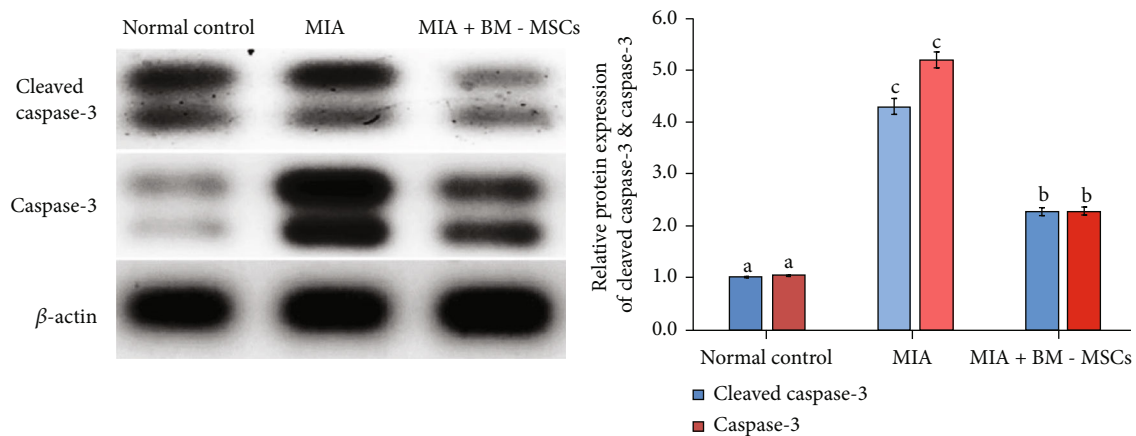 Normal control MIA MIA + BM - MSCs
Cleaved
caspase-3
Caspase-3
β-actin
Relative protein expression
of cleaved caspase-3 & caspase-3
6.0
5.0
4.0
3.0
2.0
1.0
0.0
a a
c c
b b
Normal control MIA MIA + BM - MSCs
Cleaved caspase-3
Caspase-3